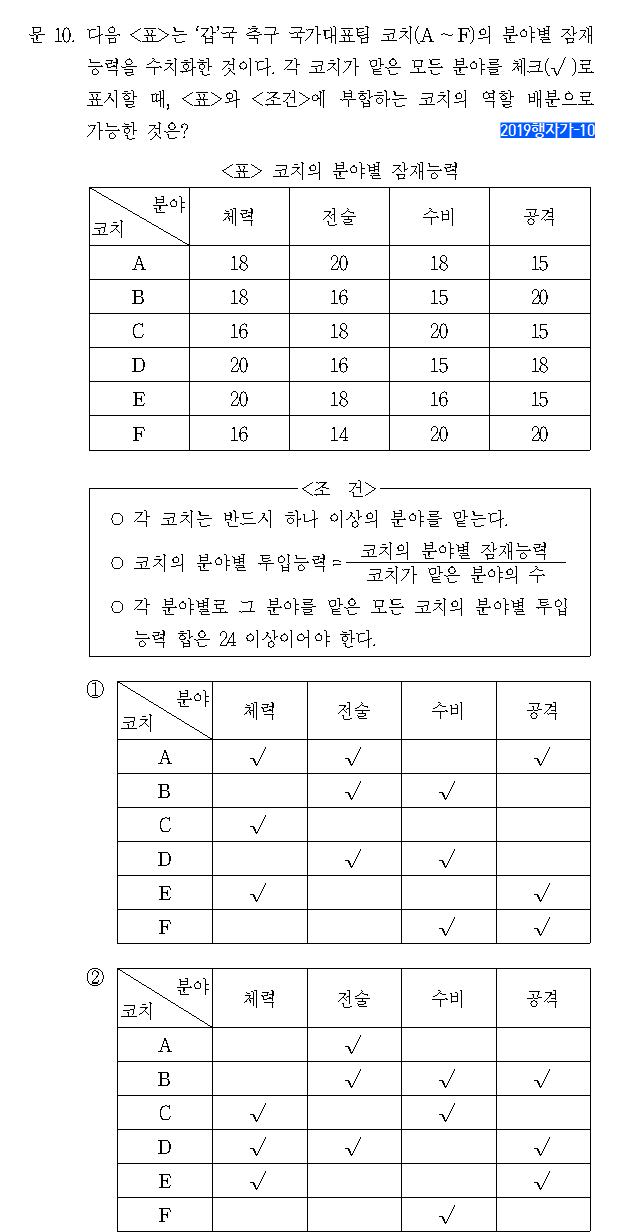 문 10. 다음 <표>는 ‘갑’국 축구 국가대표팀 코치(A ~ F)의 분야별 잠재
능력을 수치화한 것이다. 각 코치가 맡은 모든 분야를 체크(√)로
표시할 때, <표>와 <조건>에 부합하는 코치의 역할 배분으로
가능한 것은? 2019행자가-10
<표> 코치의 분야별 잠재능력
분야
코치 체력 전술 수비 공격
A 18 20 18 15
B 18 16 15 20
C 16 18 20 15
D 20 16 15 18
E 20 18 16 15
F 16 14 20 20
<조 건>
○ 각 코치는 반드시 하나 이상의 분야를 맡는다.
○ 코치의 분야별 투입능력 = 코치의 분야별 잠재능력
코치가 맡은 분야의 수
○ 각 분야별로 그 분야를 맡은 모든 코치의 분야별 투입
능력 합은 24 이상이어야 한다.
① 분야
코치 체력 전술 수비 공격
A √ √ √
B √ √
C √
D √ √
E √ √
F √ √
② 분야
코치 체력 전술 수비 공격
A √
B √ √ √
C √ √
D √ √ √
E √ √
F √